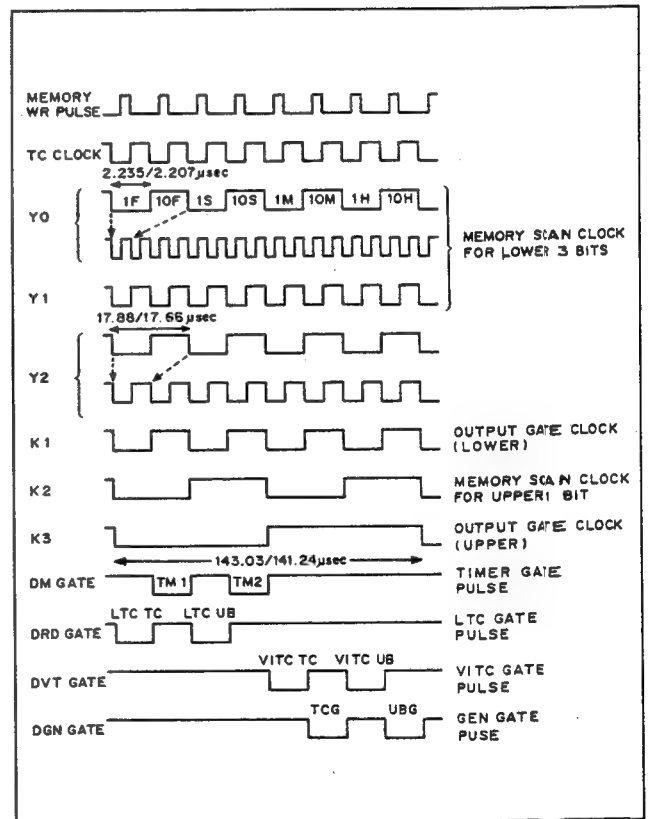 MEMORY
WR PULSE
TC CLOCK
2.235/2.207μsec
1F 10F 1S 10S 1M 10M 1H 10H
Y0
MEMORY SCAN CLOCK
FOR LOWER 3 BITS
Y1
17.88/17.66μsec
Y2
K1
OUTPUT GATE CLOCK
(LOWER)
K2
MEMORY SCAN CLOCK
FOR UPPER1 BIT
K3
OUTPUT GATE CLOCK
(UPPER)
143.03/141.24μsec
DM GATE
TM 1 TM2
TIMER GATE
PULSE
LTC TC LTC UB
DRD GATE
LTC GATE
PULSE
VITC TC VITC UB
DVT GATE
VITC GATE
PULSE
TCG UBG
DGN GATE
GEN GATE
PUSE